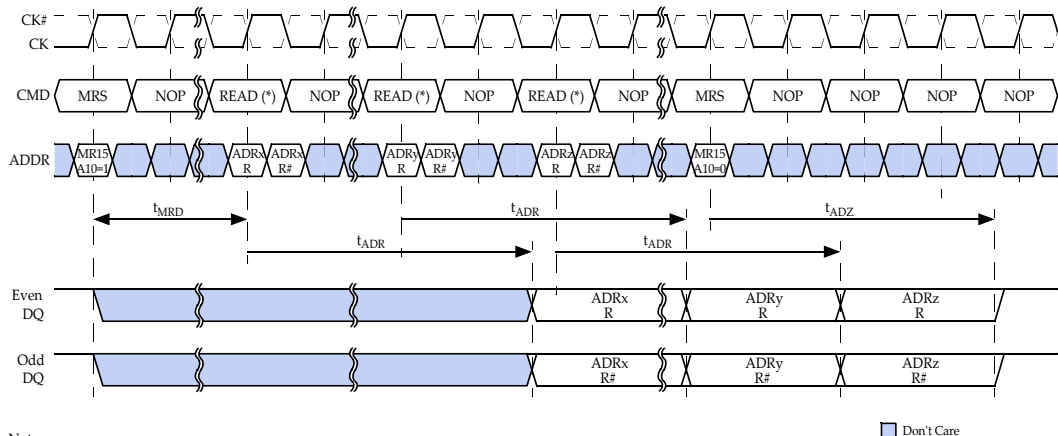 CK#
CK
CMD MRS NOP READ (*) NOP READ (*) NOP READ (*) NOP MRS NOP NOP NOP NOP
ADDR MR15 A10=1 ADRx R ADRx R# ADRy R ADRy R# ADRz R ADRz R# MR15 A10=0
tMRD tADR tADZ
tADR tADR
Even DQ ADRx R ADRy R ADRz R
Odd DQ ADRx R# ADRy R# ADRz R#
Don't Care